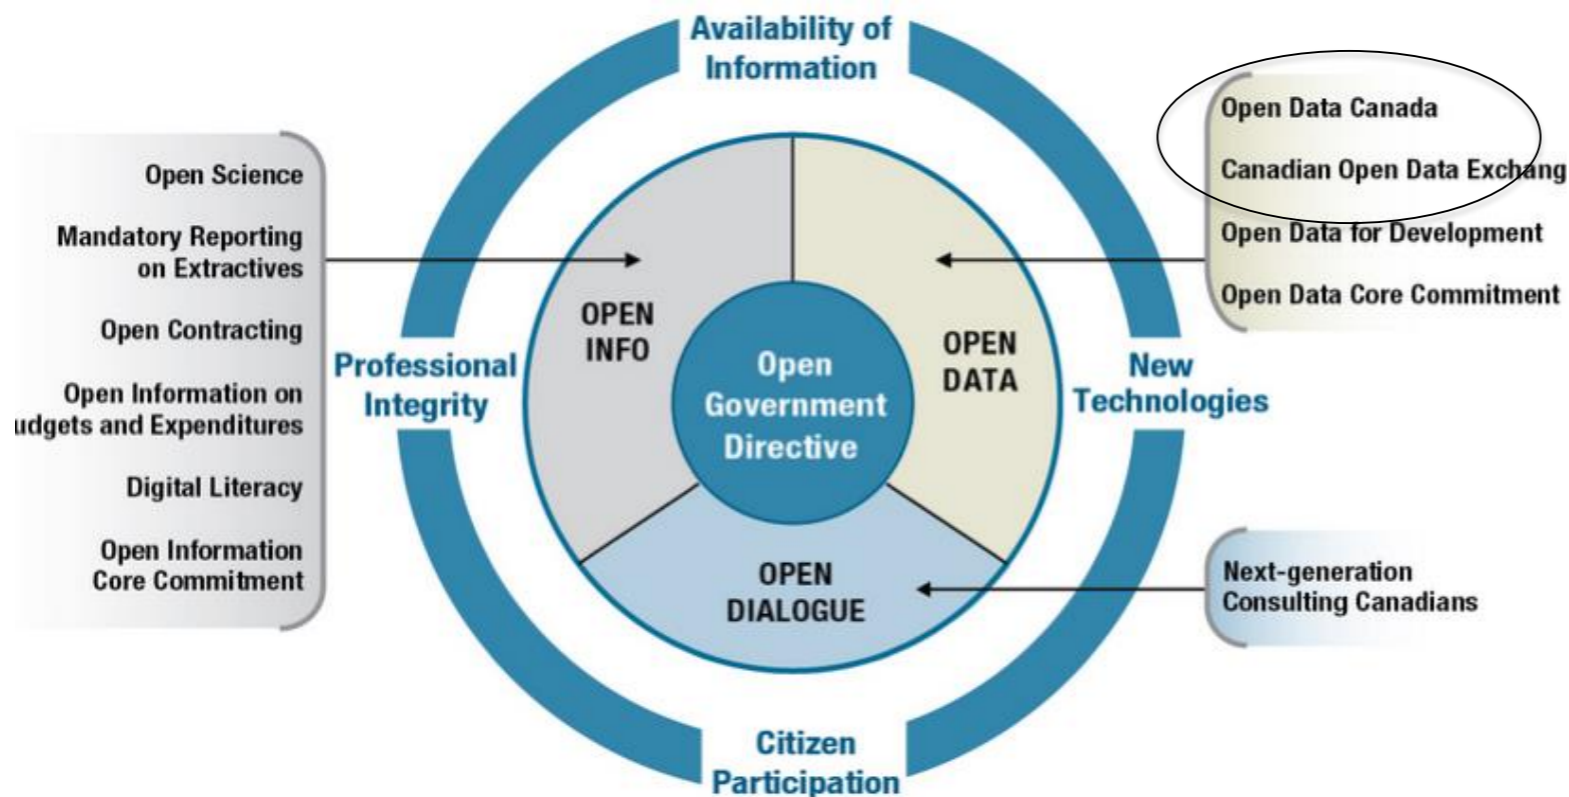 Availability of
Information
Open Science
Mandatory Reporting
on Extractives
Open Contracting
Open Information on
udgets and Expenditures
Digital Literacy
Open Information
Core Commitment
Professional
Integrity
OPEN
INFO
Open
Government
Directive
OPEN
DATA
OPEN
DIALOGUE
New
Technologies
Open Data Canada
Canadian Open Data Exchang
Open Data for Development
Open Data Core Commitment
Next-generation
Consulting Canadians
Citizen
Participation